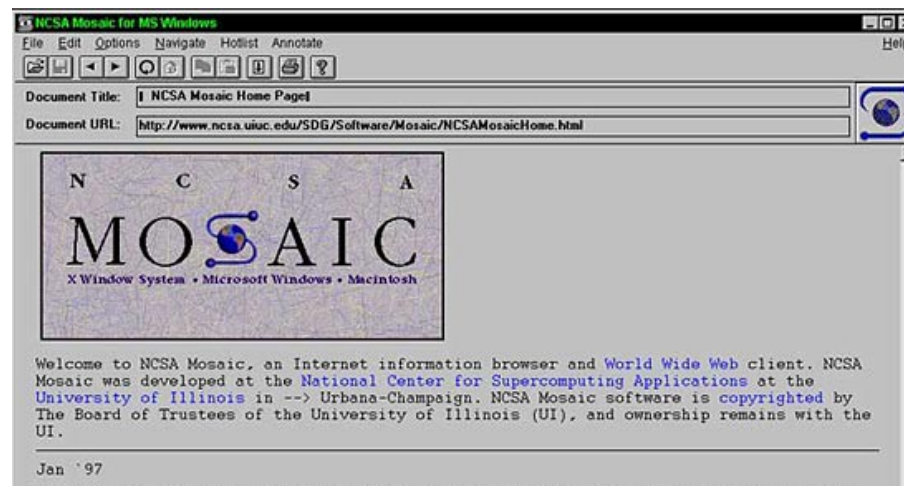 NCSA Mosaic for MS Windows
File Edit Options Navigate Hotlist Annotate Help
Document Title: NCSA Mosaic Home Page
Document URL: http://www.ncsa.uiuc.edu/SDG/Software/Mosaic/NCSAMosaicHome.html
N C S A
MOSAIC
X Window System • Microsoft Windows • Macintosh
Welcome to NCSA Mosaic, an Internet information browser and World Wide Web client. NCSA
Mosaic was developed at the National Center for Supercomputing Applications at the
University of Illinois in --> Urbana-Champaign. NCSA Mosaic software is copyrighted by
The Board of Trustees of the University of Illinois (UI), and ownership remains with the
UI.
Jan `97